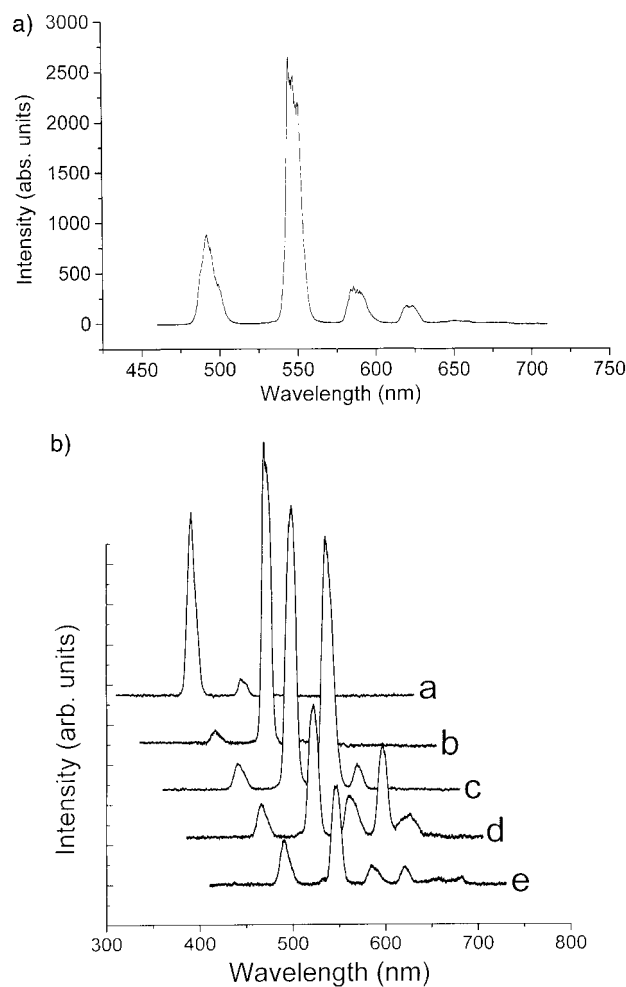 a)
3000
2500
2000
1500
1000
500
0
Intensity (abs. units)
450 500 550 600 650 700 750
Wavelength (nm)
b)
Intensity (arb. units)
a
b
c
d
e
300 400 500 600 700 800
Wavelength (nm)